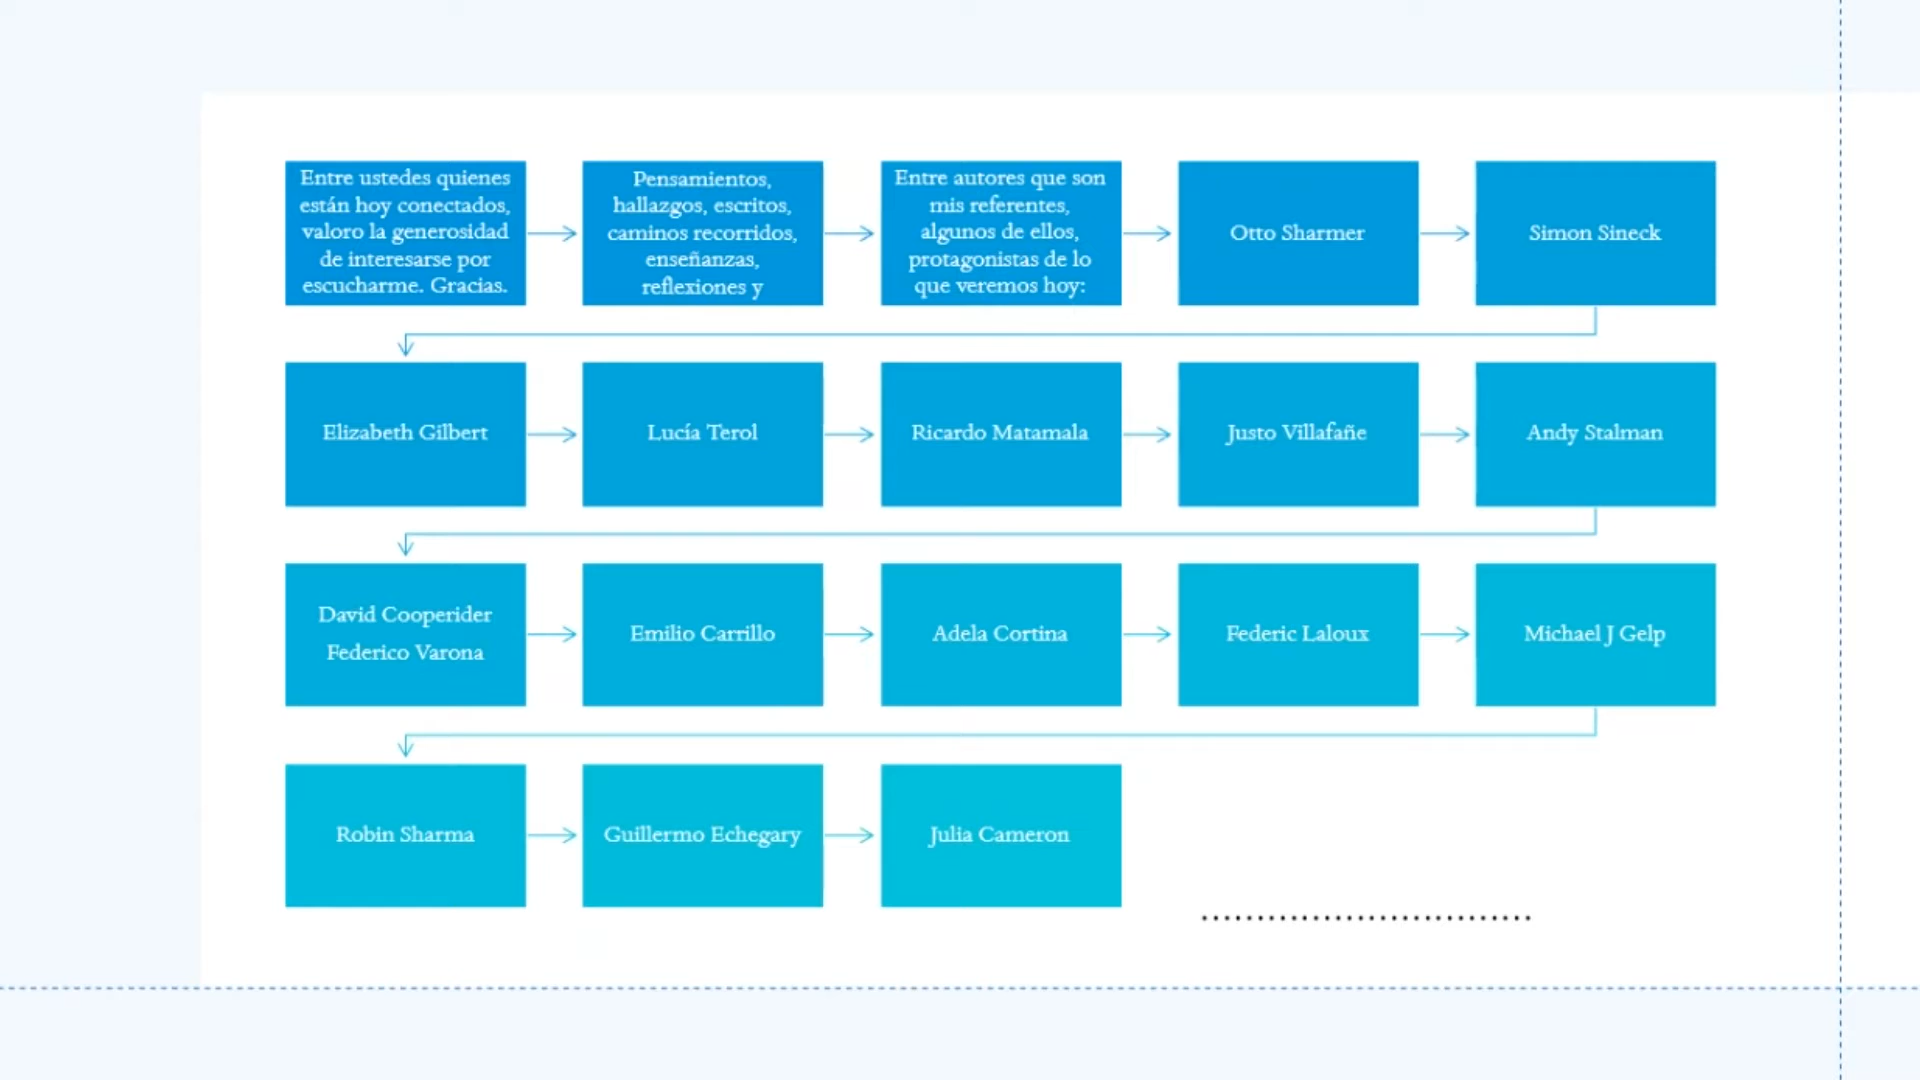 Entre ustedes quienes
están hoy conectados,
valoro la generosidad
de interesarse por
escucharme. Gracias.
Pensamientos,
hallazgos, escritos,
caminos recorridos,
enseñanzas,
reflexiones y
Entre autores que son
mis referentes,
algunos de ellos,
protagonistas de lo
que veremos hoy:
Otto Sharmer
Simon Sineck
Elizabeth Gilbert
Lucía Terol
Ricardo Matamala
Justo Villafañe
Andy Stalman
David Cooperider
Federico Varona
Emilio Carrillo
Adela Cortina
Federic Laloux
Michael J Gelp
Robin Sharma
Guillermo Echegary
Julia Cameron